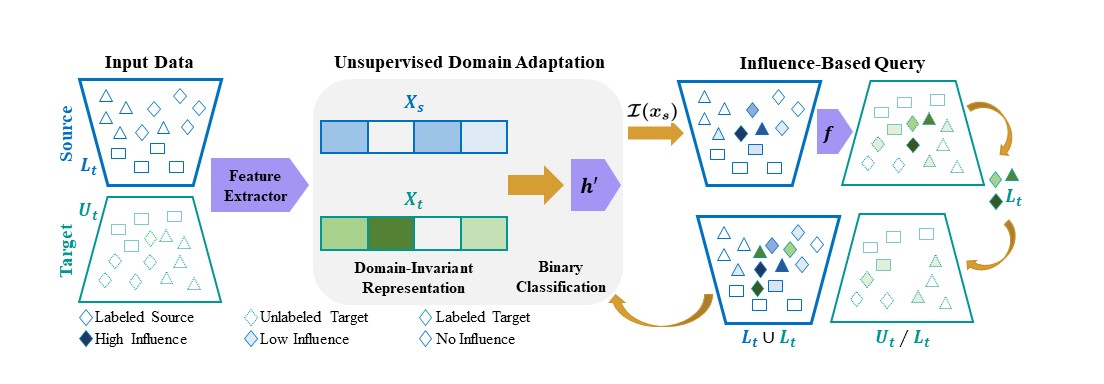 Input Data
Unsupervised Domain Adaptation
Influence-Based Query
Source
L_t
Target
U_t
Feature
Extractor
X_s
X_t
Domain-Invariant
Representation
h′
Binary
Classification
I(x_s)
f
L_t
L_t ∪ L_t
U_t / L_t
Labeled Source
Unlabeled Target
Labeled Target
High Influence
Low Influence
No Influence